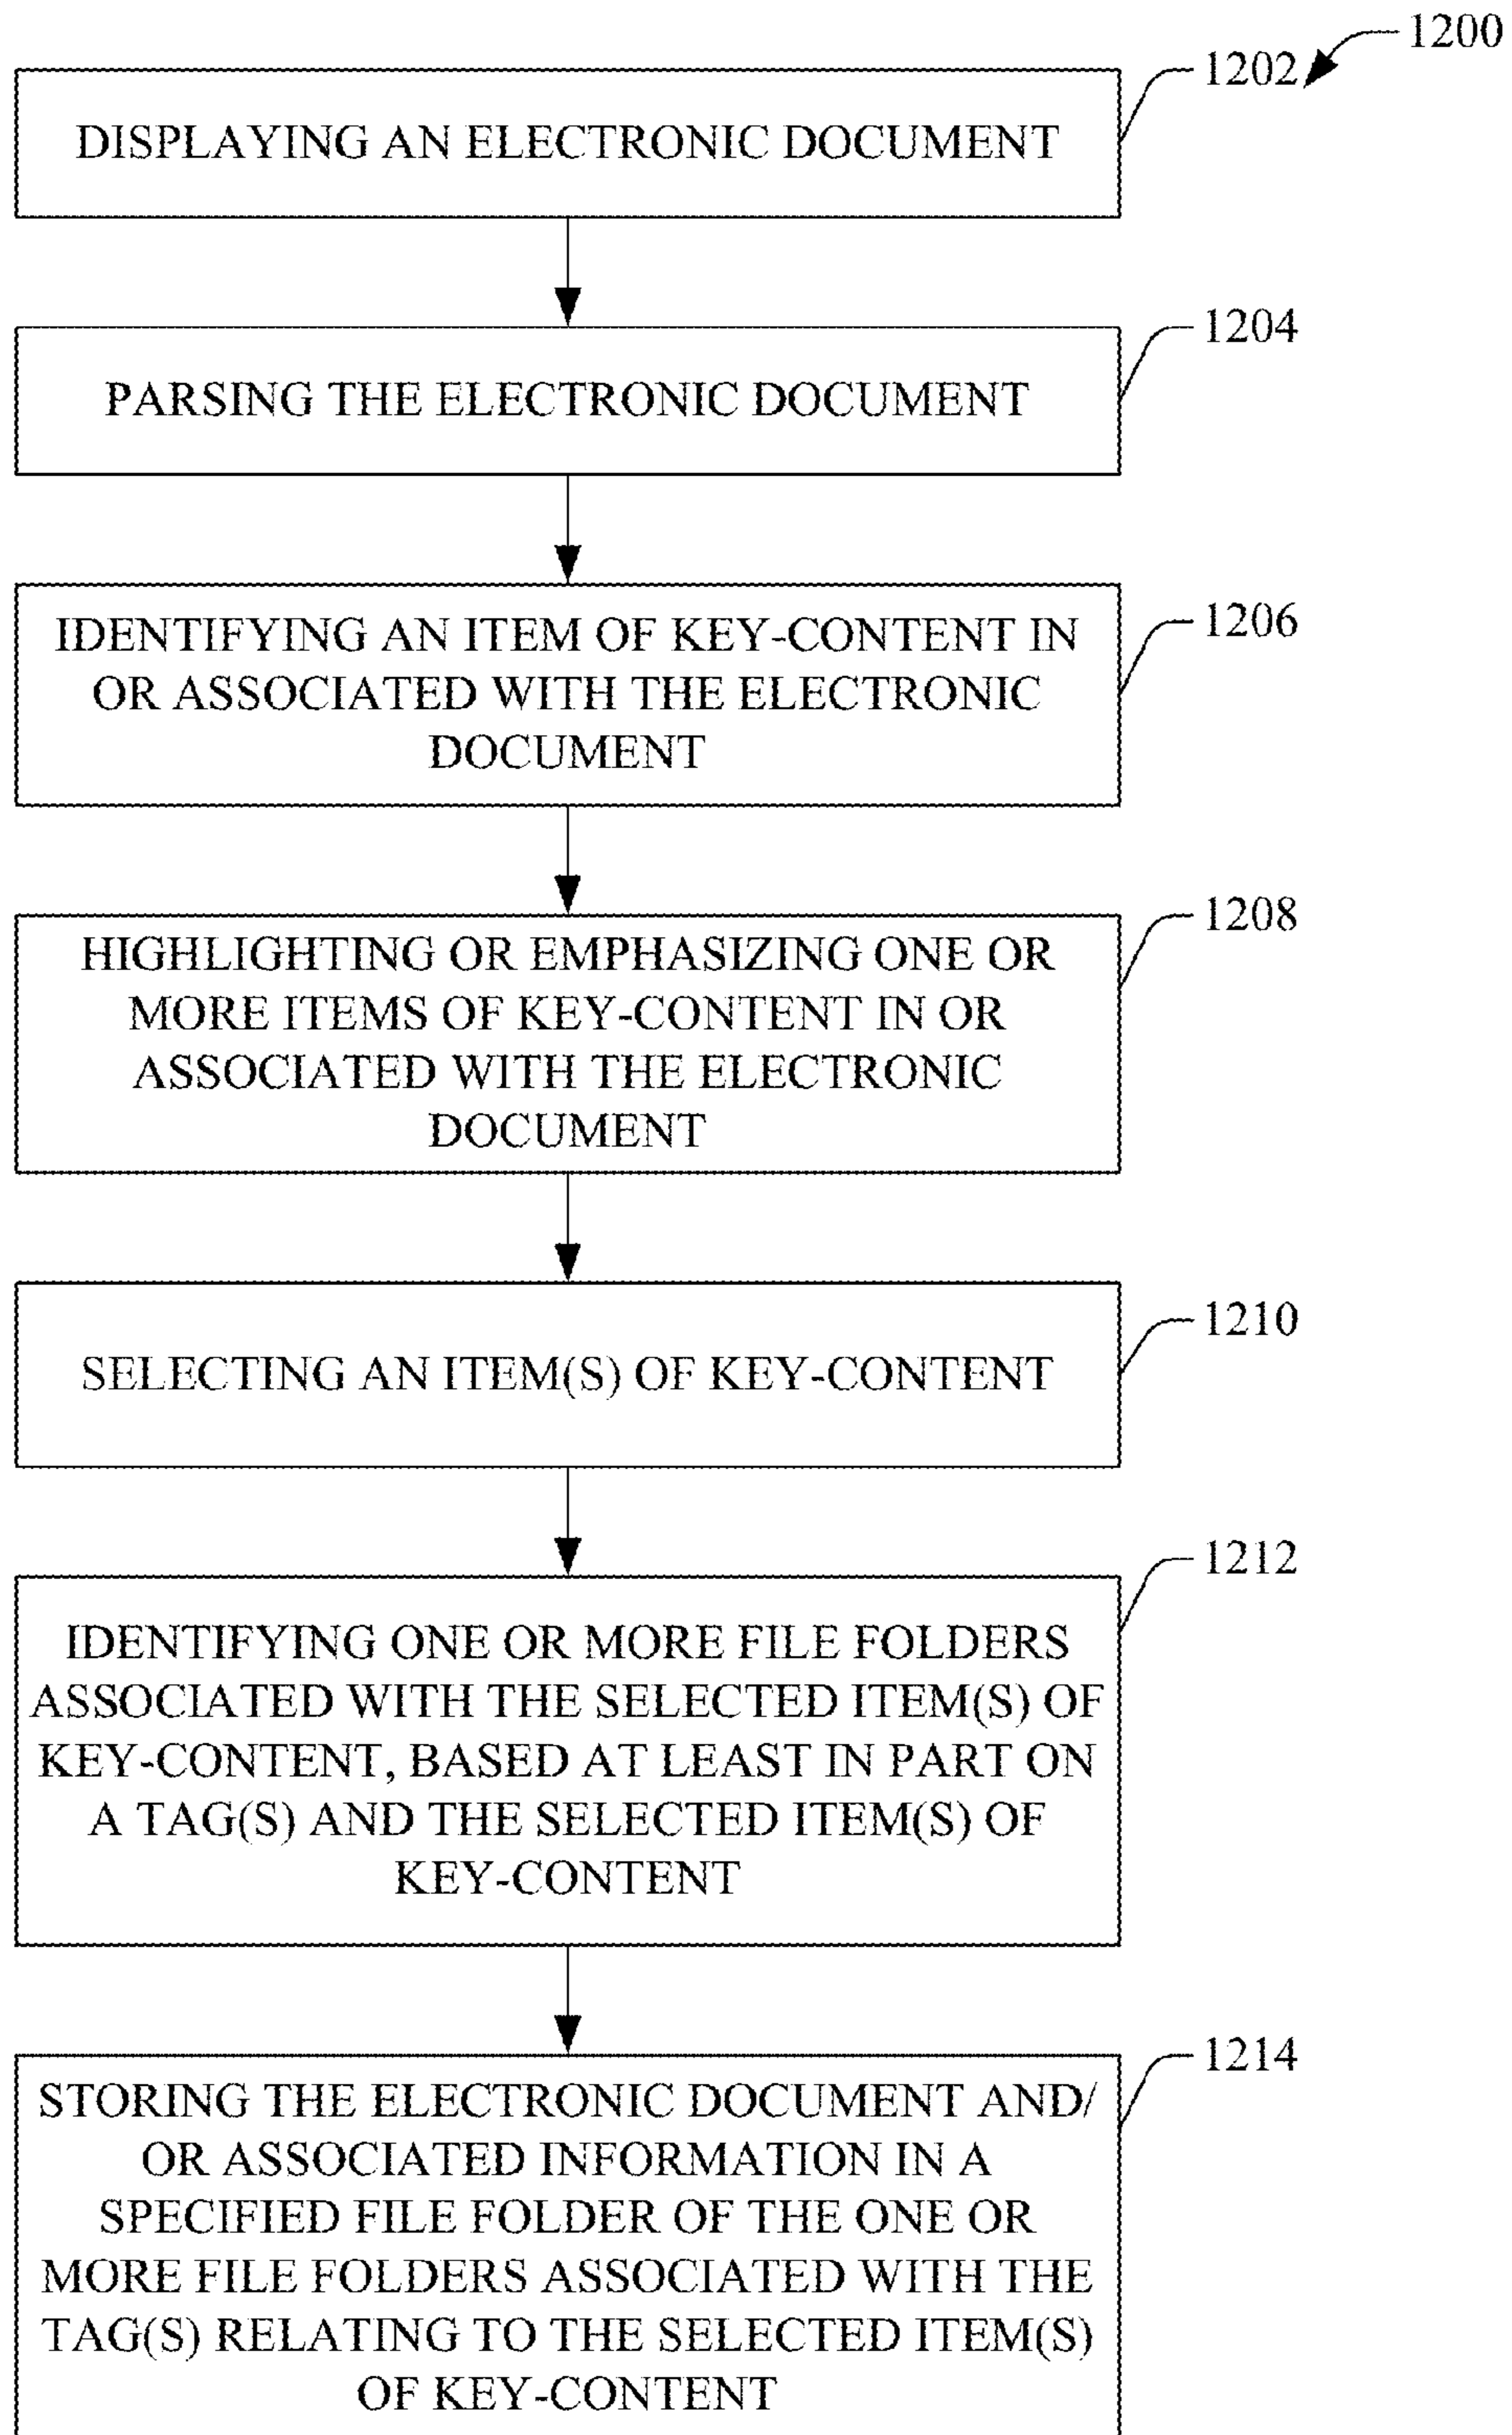 1200
1202
DISPLAYING AN ELECTRONIC DOCUMENT
1204
PARSING THE ELECTRONIC DOCUMENT
1206
IDENTIFYING AN ITEM OF KEY-CONTENT IN
OR ASSOCIATED WITH THE ELECTRONIC
DOCUMENT
1208
HIGHLIGHTING OR EMPHASIZING ONE OR
MORE ITEMS OF KEY-CONTENT IN OR
ASSOCIATED WITH THE ELECTRONIC
DOCUMENT
1210
SELECTING AN ITEM(S) OF KEY-CONTENT
1212
IDENTIFYING ONE OR MORE FILE FOLDERS
ASSOCIATED WITH THE SELECTED ITEM(S) OF
KEY-CONTENT, BASED AT LEAST IN PART ON
A TAG(S) AND THE SELECTED ITEM(S) OF
KEY-CONTENT
1214
STORING THE ELECTRONIC DOCUMENT AND/
OR ASSOCIATED INFORMATION IN A
SPECIFIED FILE FOLDER OF THE ONE OR
MORE FILE FOLDERS ASSOCIATED WITH THE
TAG(S) RELATING TO THE SELECTED ITEM(S)
OF KEY-CONTENT